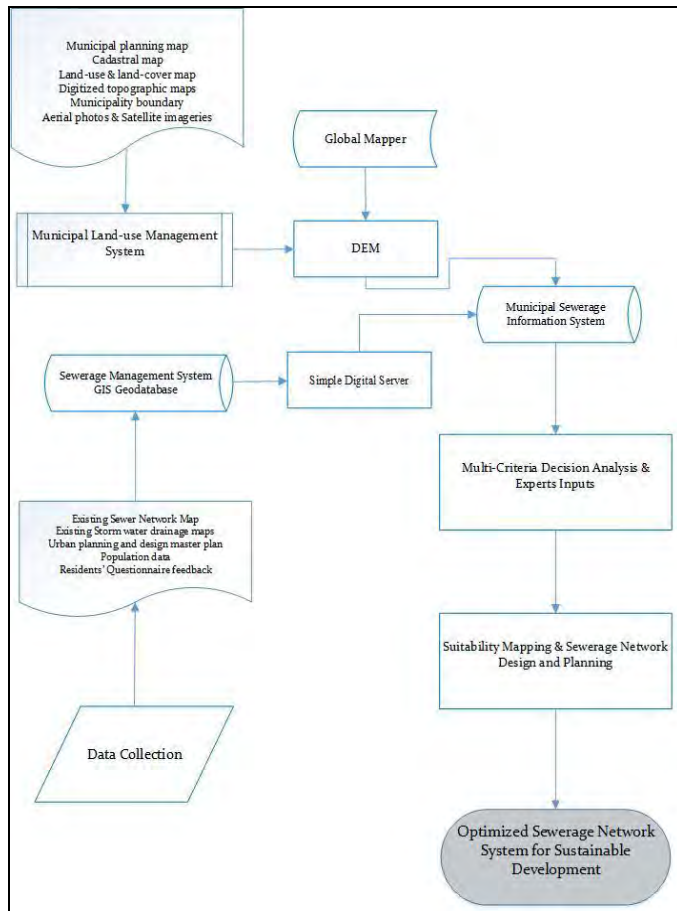 Municipal planning map
Cadastral map
Land-use & land-cover map
Digitized topographic maps
Municipality boundary
Aerial photos & Satellite imageries
Global Mapper
Municipal Land-use Management
System
DEM
Municipal Sewerage
Information System
Sewerage Management System
GIS Geodatabase
Simple Digital Server
Multi-Criteria Decision Analysis &
Experts Inputs
Existing Sewer Network Map
Existing Storm water drainage maps
Urban planning and design master plan
Population data
Residents' Questionnaire feedback
Suitability Mapping & Sewerage Network
Design and Planning
Data Collection
Optimized Sewerage Network
System for Sustainable
Development